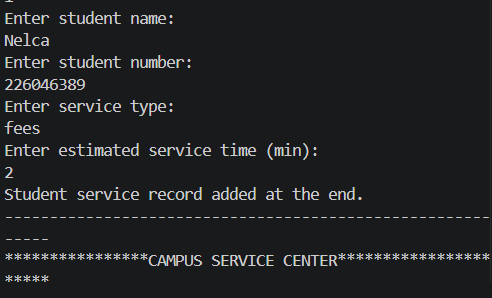 Enter student name:
Nelca
Enter student number:
226046389
Enter service type:
fees
Enter estimated service time (min):
2
Student service record added at the end.
------------------------------------------------------
-----
****************CAMPUS SERVICE CENTER*****************
*****